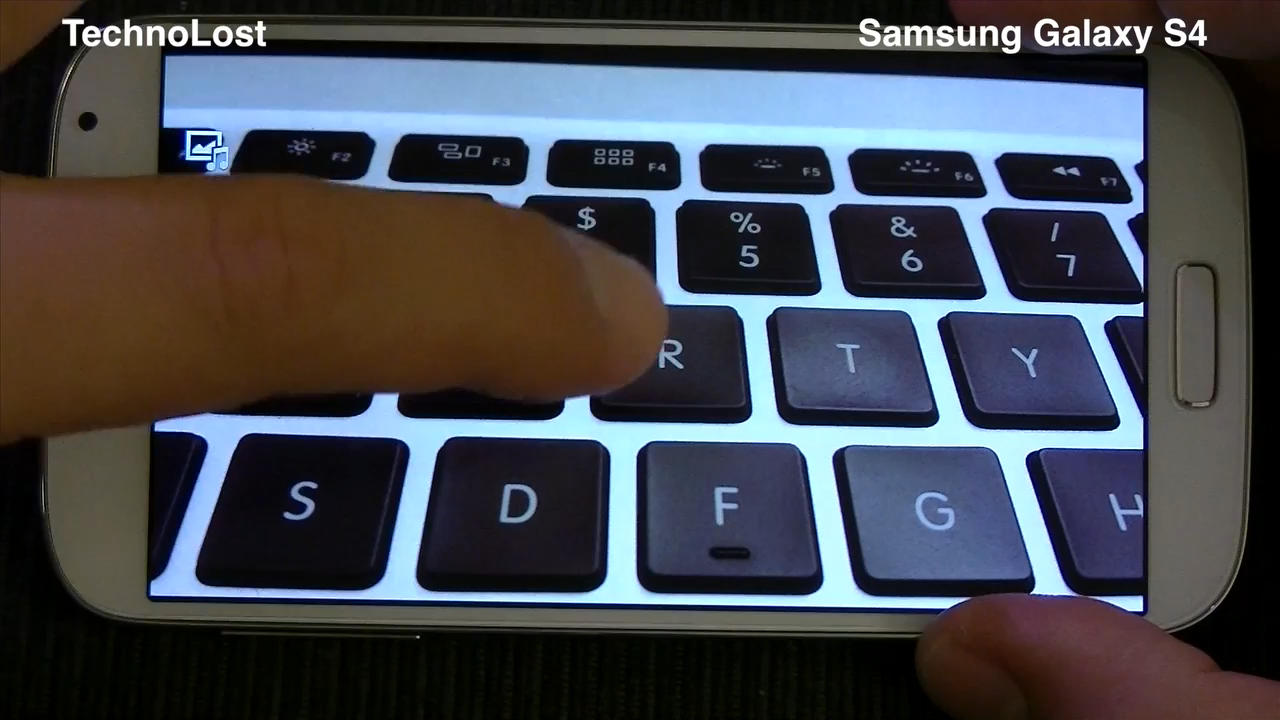 TechnoLost
Samsung Galaxy S4
F2 F3 F4 F5 F6 F7
$ % & /
5 6 7
R T Y
S D F G H